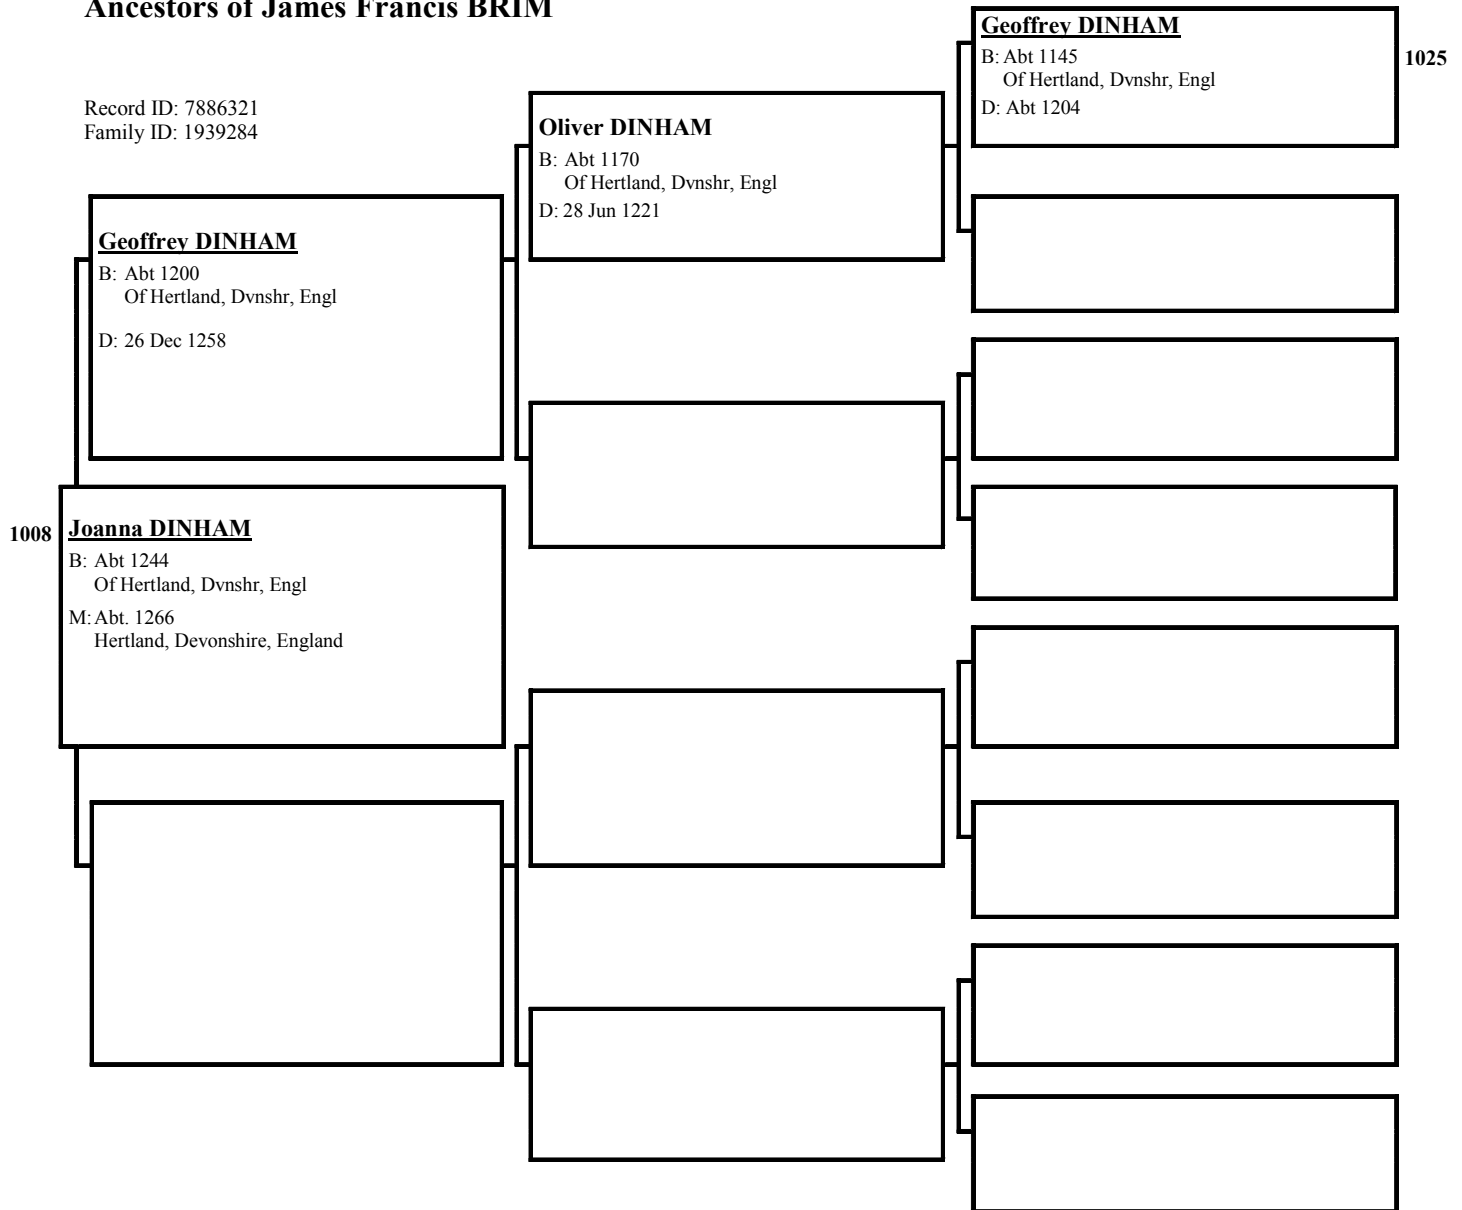 Ancestors of James Francis BRIM
Record ID: 7886321
Family ID: 1939284
Geoffrey DINHAM
B: Abt 1145
Of Hertland, Dvnshr, Engl
D: Abt 1204
1025
Oliver DINHAM
B: Abt 1170
Of Hertland, Dvnshr, Engl
D: 28 Jun 1221
Geoffrey DINHAM
B: Abt 1200
Of Hertland, Dvnshr, Engl
D: 26 Dec 1258
1008
Joanna DINHAM
B: Abt 1244
Of Hertland, Dvnshr, Engl
M: Abt. 1266
Hertland, Devonshire, England